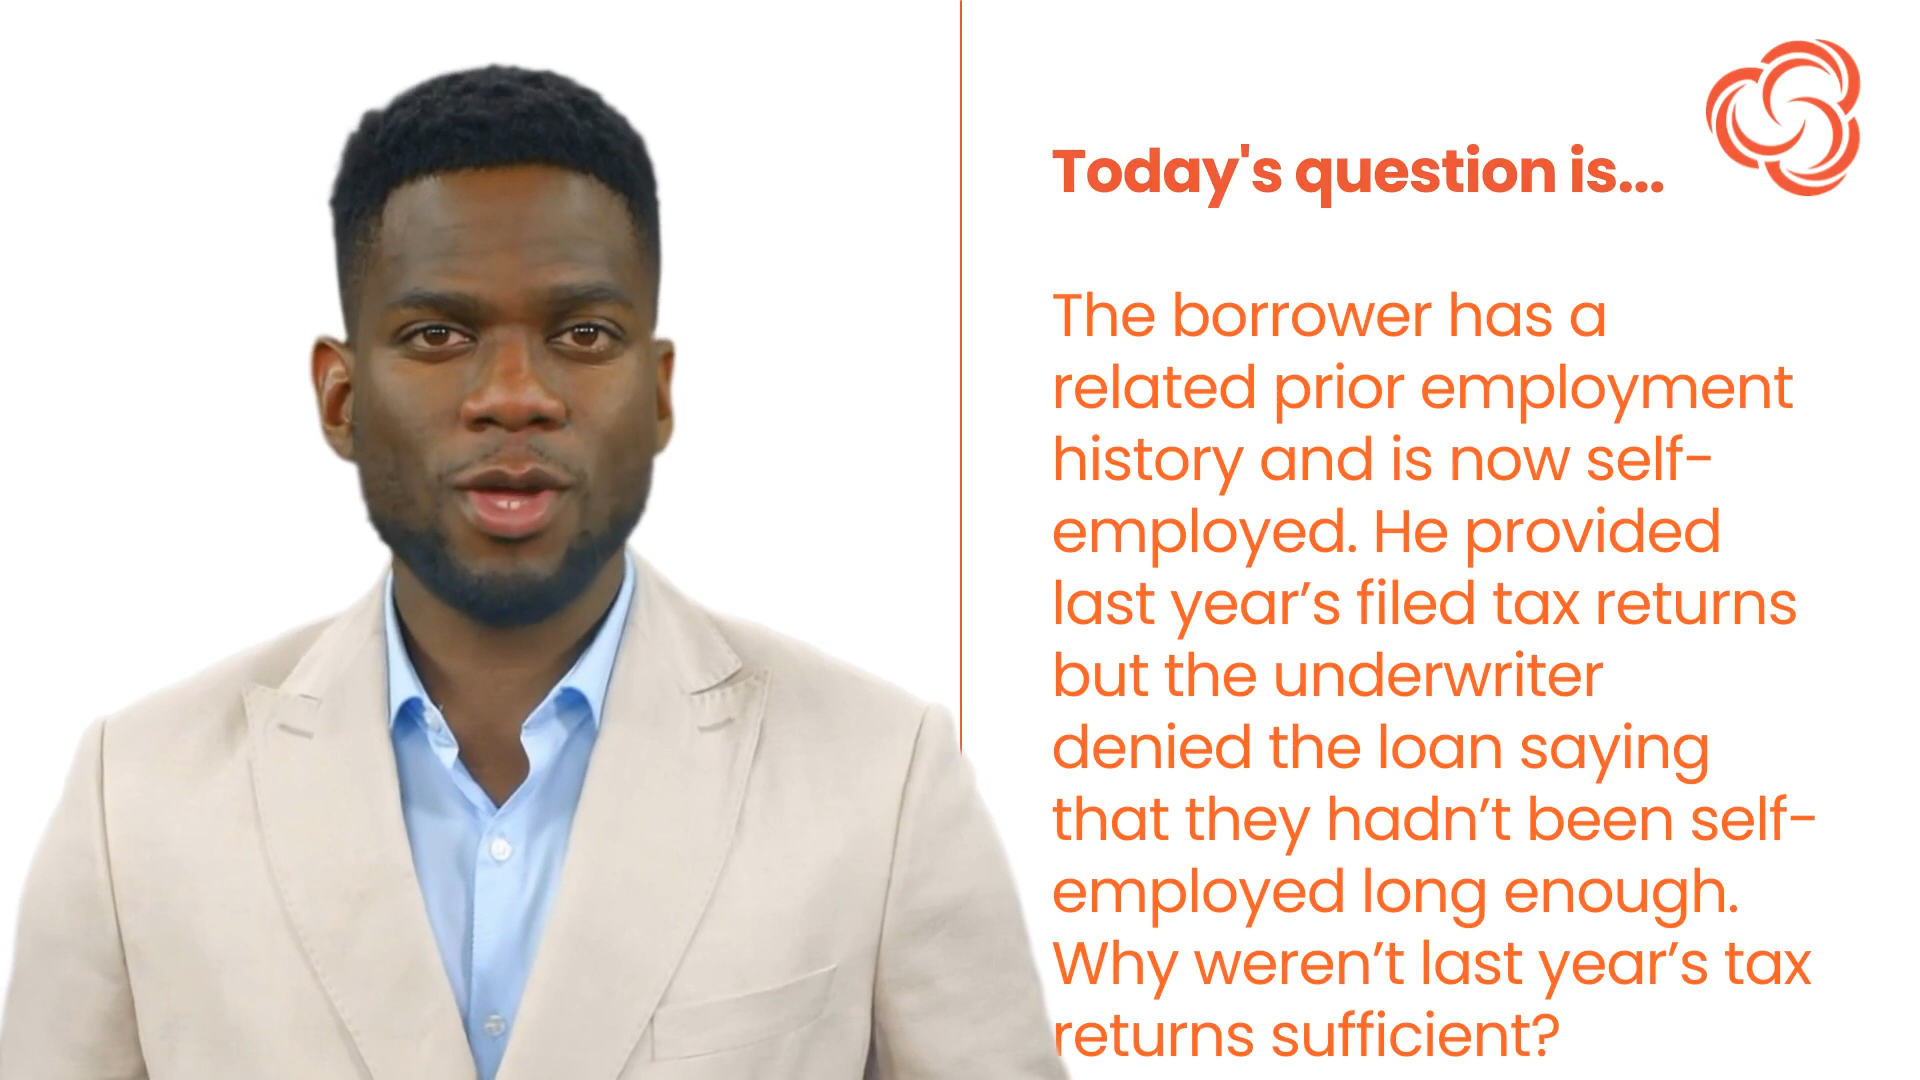 Today's question is...
The borrower has a
related prior employment
history and is now self-
employed. He provided
last year’s filed tax returns
but the underwriter
denied the loan saying
that they hadn’t been self-
employed long enough.
Why weren’t last year’s tax
returns sufficient?